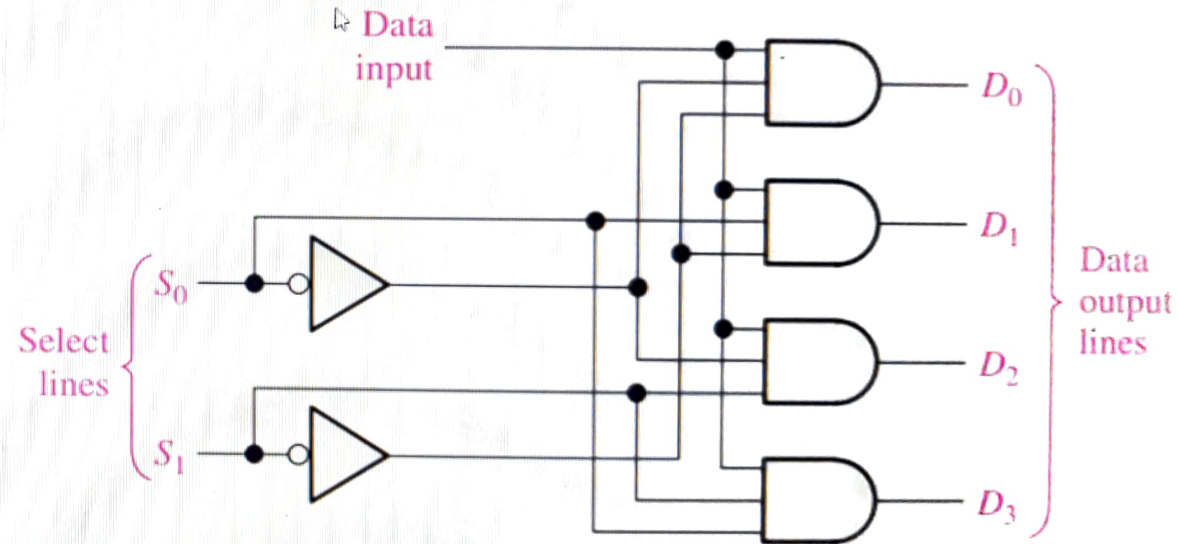 Data
input
D₀
D₁
S₀
Data
output
lines
Select
lines
D₂
S₁
D₃